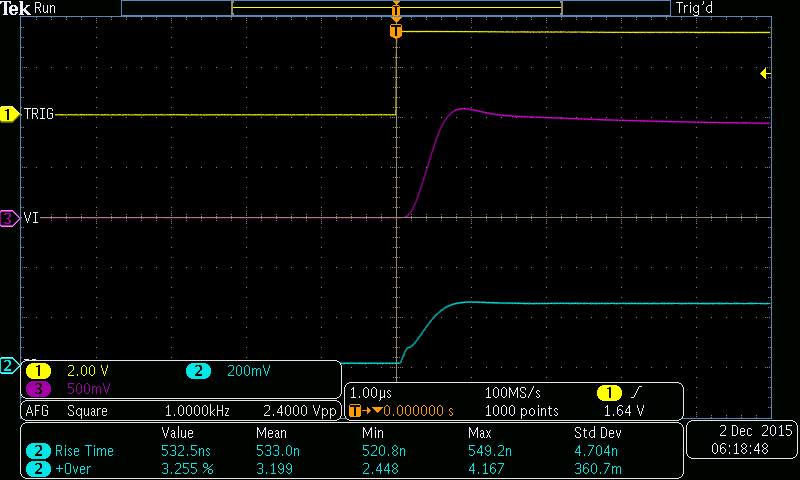 Tek Run Trig'd
T
T
1 TRIG
3 VI
2
1 2.00 V 2 200mV
3 500mV
1.00µs 100MS/s 1
T→▼0.000000 s 1000 points 1.64 V
AFG Square 1.0000kHz 2.4000 Vpp
Value Mean Min Max Std Dev
2 Rise Time 532.5ns 533.0n 520.8n 549.2n 4.704n
2 +Over 3.255 % 3.199 2.448 4.167 360.7m
2 Dec 2015
06:18:48